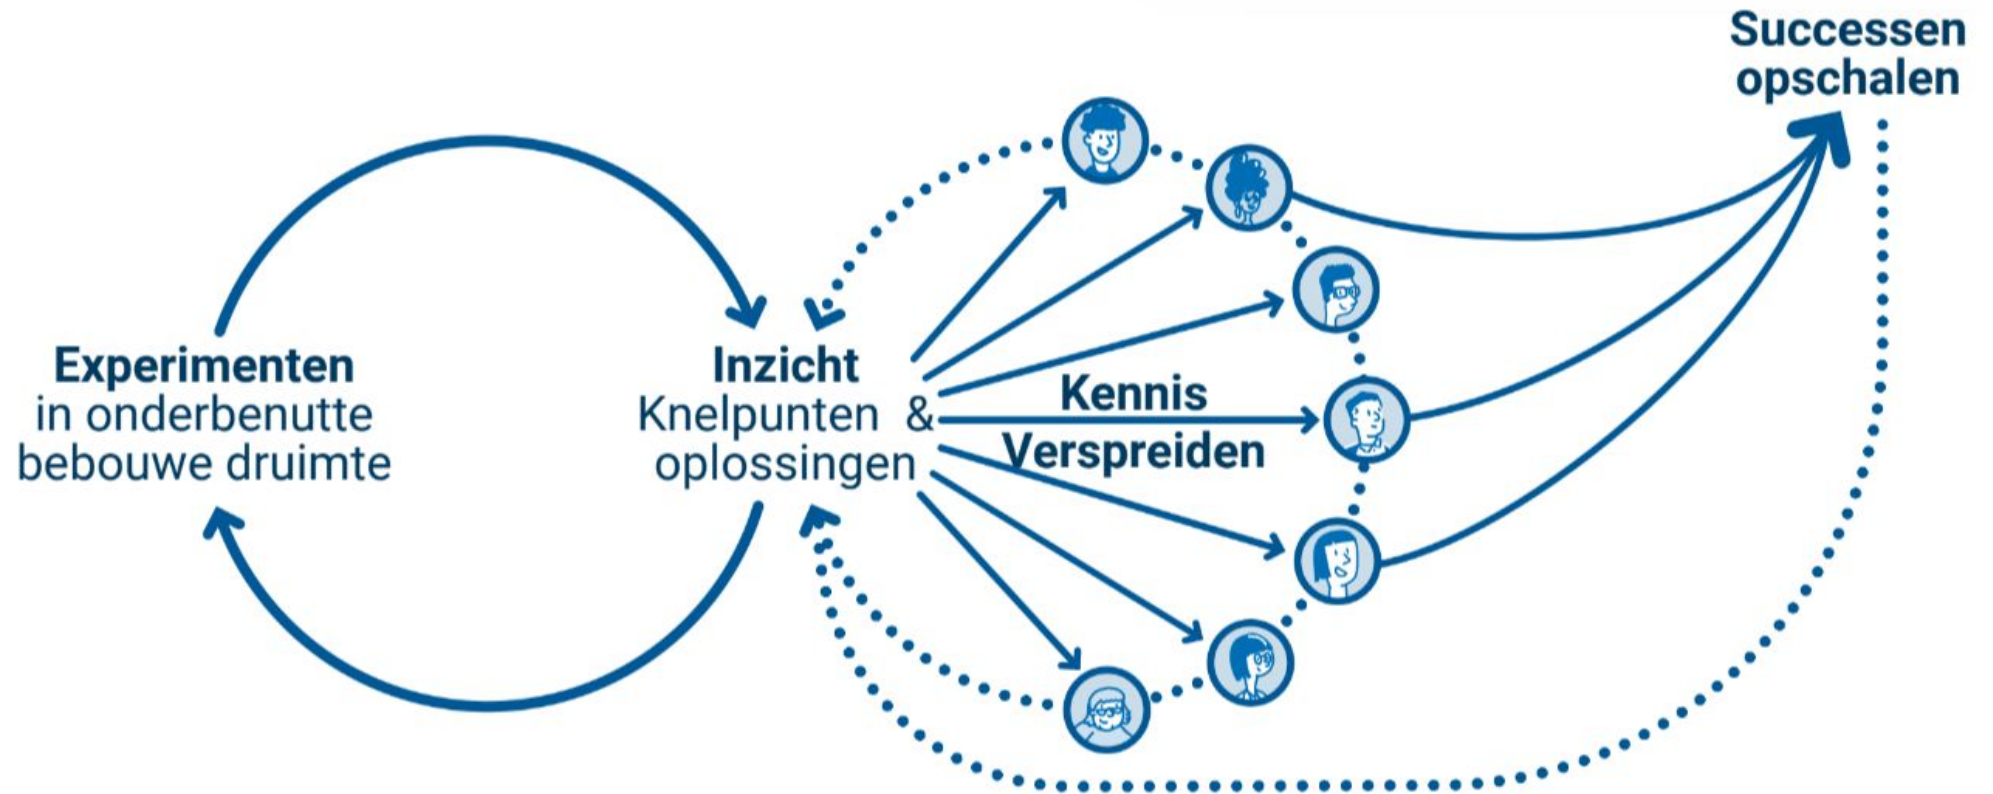 Successen
opschalen
Experimenten
in onderbenutte
bebouwe druimte
Inzicht
Knelpunten &
oplossingen
Kennis
Verspreiden